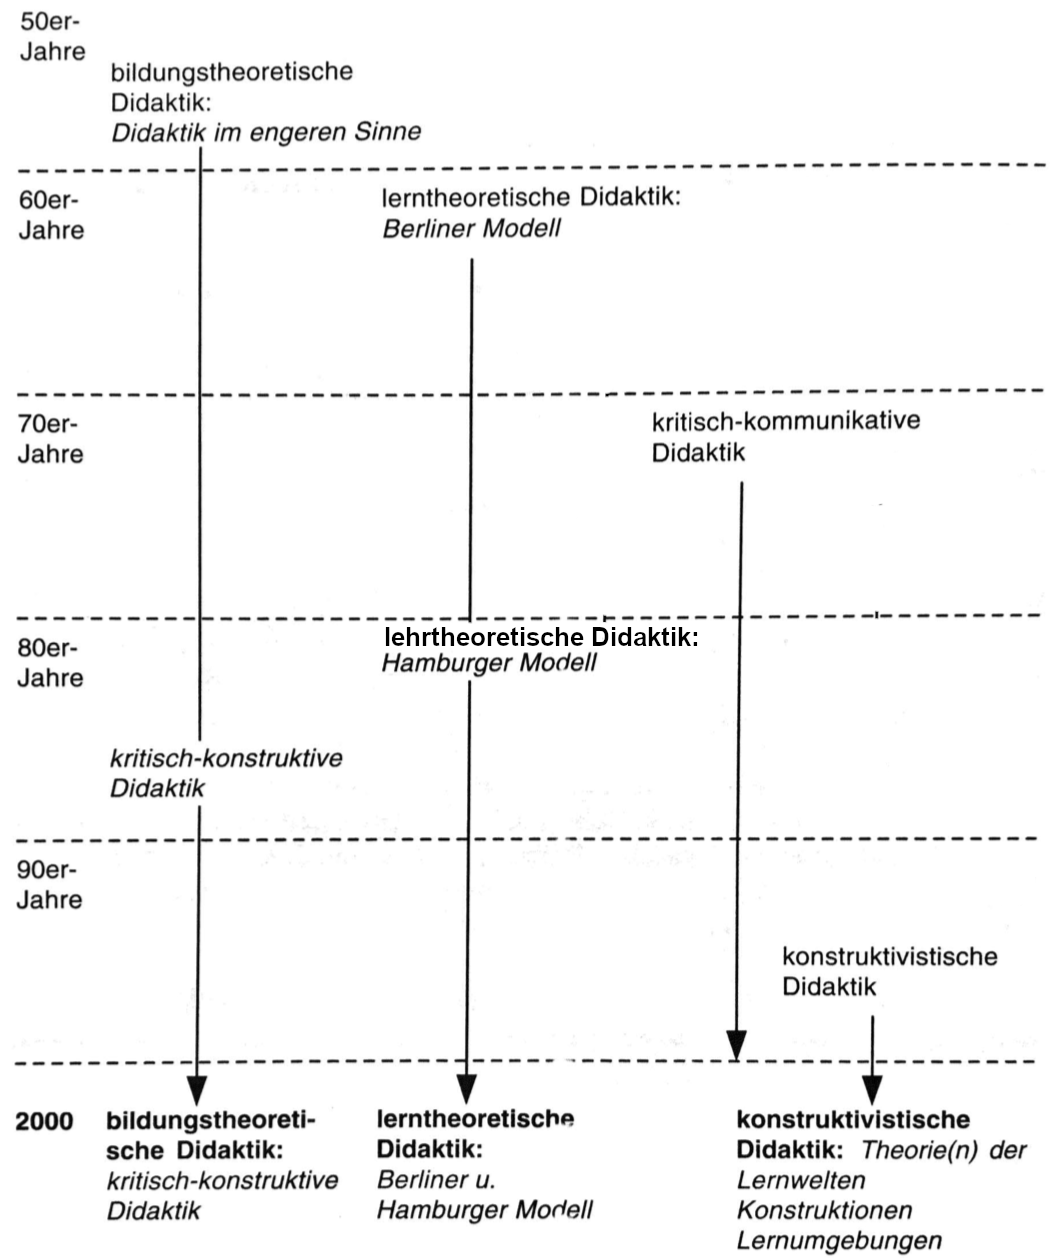 50er-
Jahre
bildungstheoretische
Didaktik:
Didaktik im engeren Sinne
60er-
Jahre
lerntheoretische Didaktik:
Berliner Modell
70er-
Jahre
kritisch-kommunikative
Didaktik
80er-
Jahre
lehrtheoretische Didaktik:
Hamburger Modell
kritisch-konstruktive
Didaktik
90er-
Jahre
konstruktivistische
Didaktik
2000
bildungstheoreti-
sche Didaktik:
kritisch-konstruktive
Didaktik
lerntheoretische
Didaktik:
Berliner u.
Hamburger Modell
konstruktivistische
Didaktik: Theorie(n) der
Lernwelten
Konstruktionen
Lernumgebungen